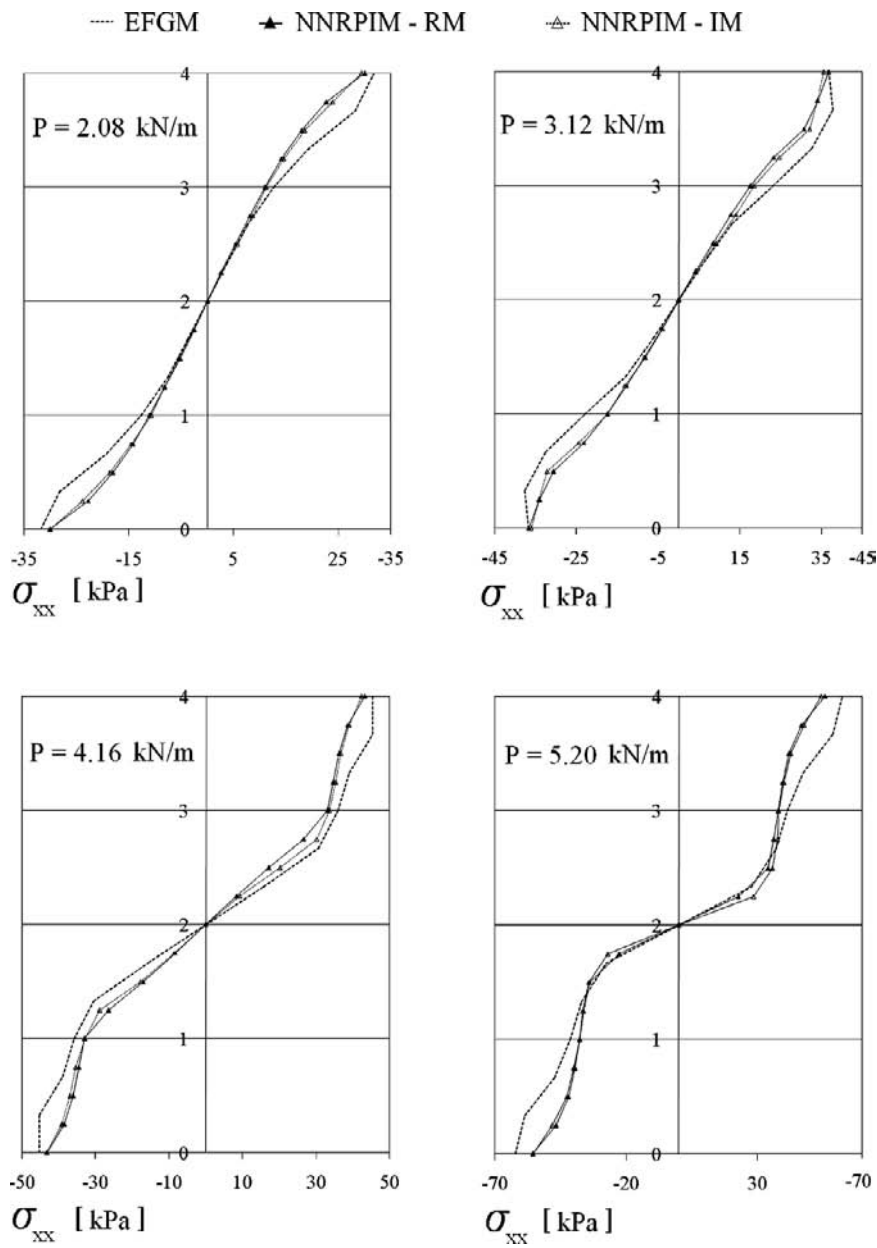 EFGM NNRPIM - RM NNRPIM - IM
P = 2.08 kN/m
4
3
2
1
0
-35 -15 5 25 -35
σxx [ kPa ]
P = 3.12 kN/m
4
3
2
1
0
-45 -25 -5 15 35 -45
σxx [ kPa ]
P = 4.16 kN/m
4
3
2
1
0
-50 -30 -10 10 30 50
σxx [ kPa ]
P = 5.20 kN/m
4
3
2
1
0
-70 -20 30 -70
σxx [ kPa ]